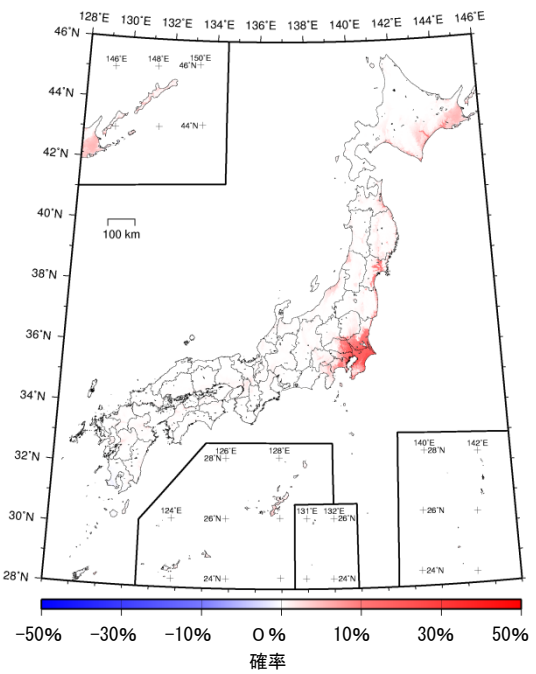 128°E 130°E 132°E 134°E 136°E 138°E 140°E 142°E 144°E 146°E
46°N
146°E 148°E 150°E
46°N
44°N
44°N
42°N
40°N
100 km
38°N
36°N
34°N
32°N
126°E 128°E
28°N
140°E 142°E
28°N
124°E
131°E 132°E
30°N
26°N
26°N
26°N
28°N
24°N
24°N
24°N
-50% -30% -10% 0% 10% 30% 50%
確率